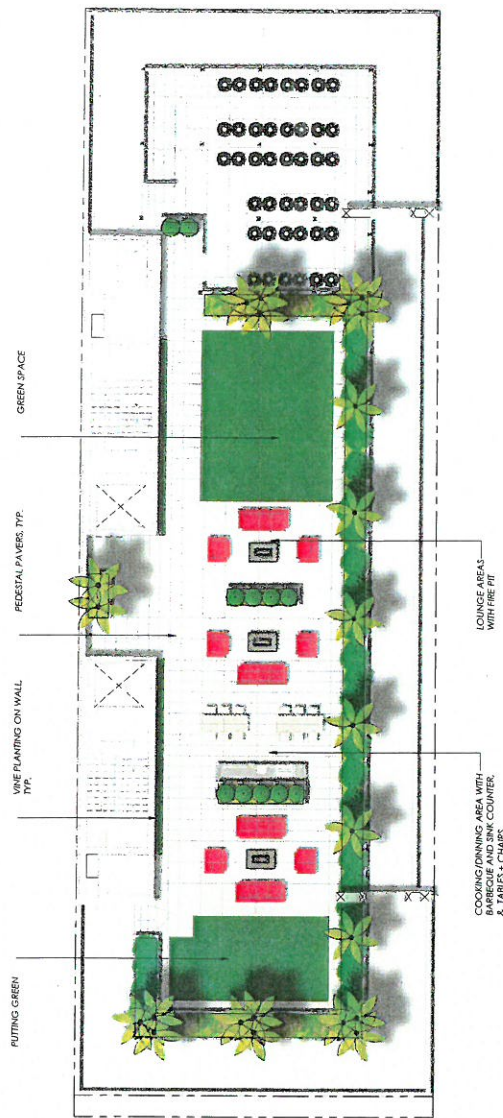 PUTTING GREEN
VINE PLANTING ON WALL,
TYP.
PEDESTAL PAVERS, TYP.
GREEN SPACE
COOKING/DINNING AREA WITH
BARBEQUE AND SINK COUNTER,
& TABLES + CHAIRS
LOUNGE AREAS
WITH FIRE PIT